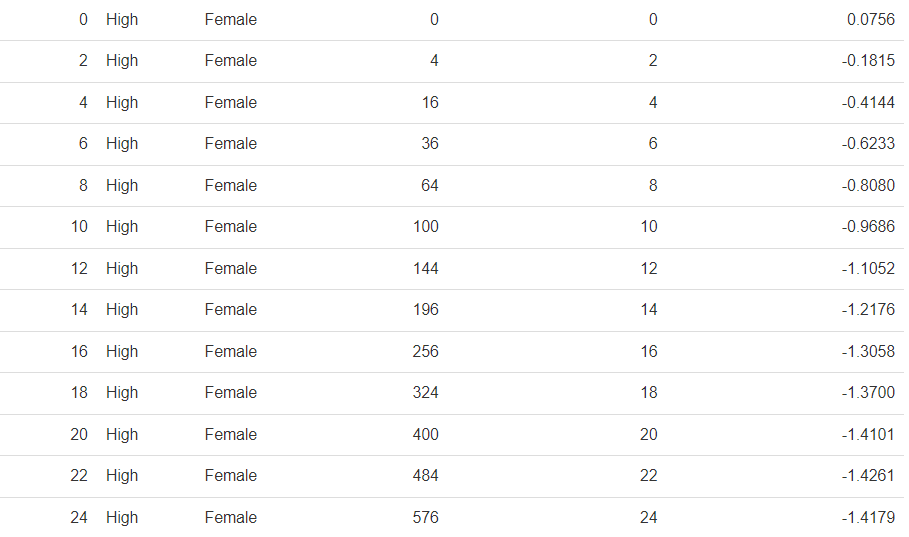 0 High Female 0 0 0.0756
2 High Female 4 2 -0.1815
4 High Female 16 4 -0.4144
6 High Female 36 6 -0.6233
8 High Female 64 8 -0.8080
10 High Female 100 10 -0.9686
12 High Female 144 12 -1.1052
14 High Female 196 14 -1.2176
16 High Female 256 16 -1.3058
18 High Female 324 18 -1.3700
20 High Female 400 20 -1.4101
22 High Female 484 22 -1.4261
24 High Female 576 24 -1.4179